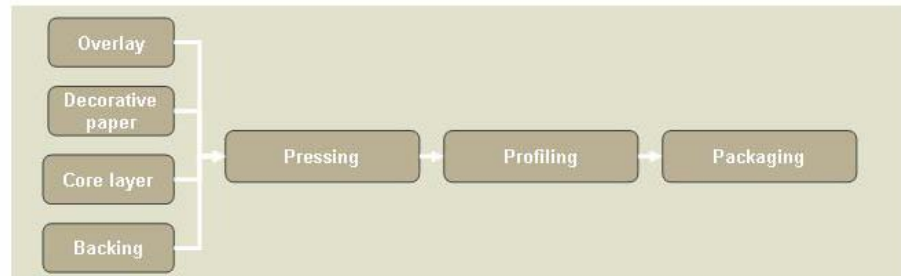 Overlay
Decorative
paper
Core layer
Backing
Pressing
Profiling
Packaging